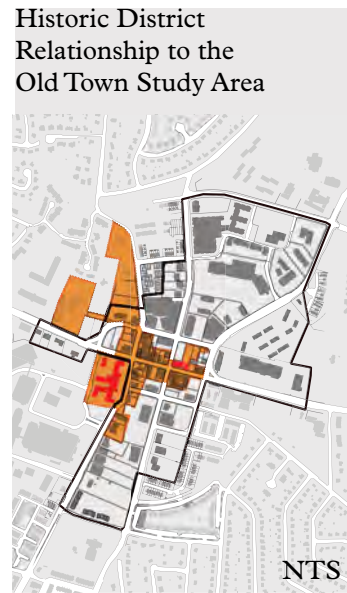 Historic District
Relationship to the
Old Town Study Area
NTS